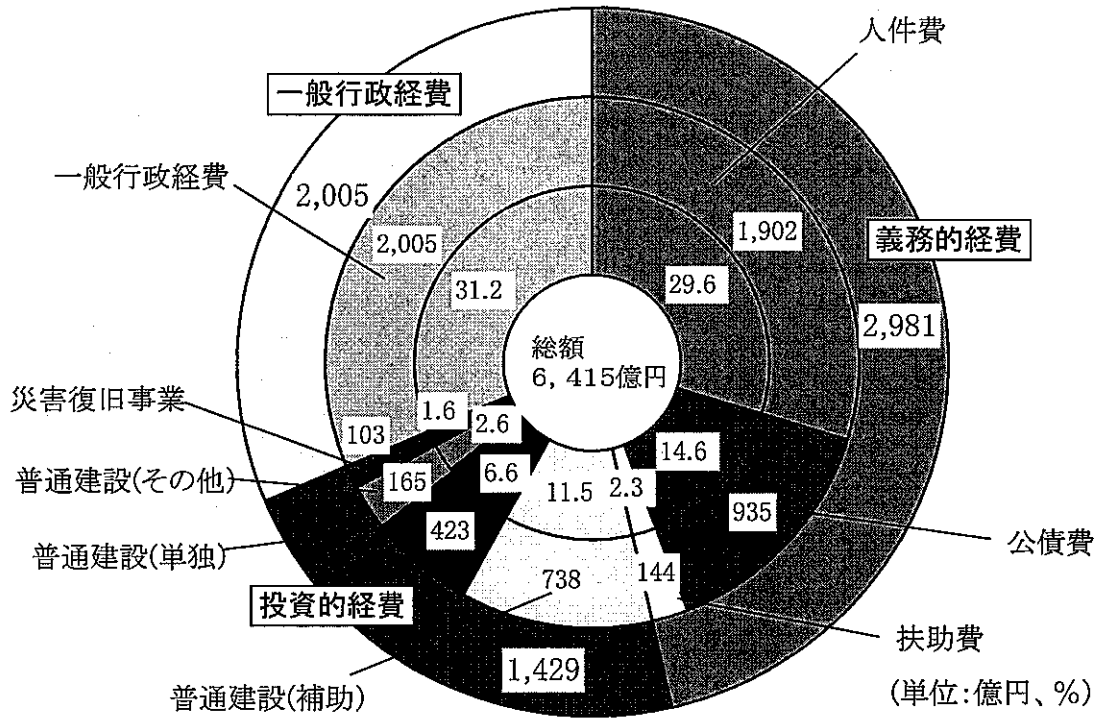 人件費
一般行政経費
一般行政経費
2,005
2,005
1,902
義務的経費
31.2
29.6
2,981
総額
6,415億円
災害復旧事業
1.6
2.6
103
14.6
普通建設(その他)
165
6.6
11.5
2.3
935
423
公債費
普通建設(単独)
738
144
投資的経費
扶助費
1,429
普通建設(補助)
(単位:億円、%)